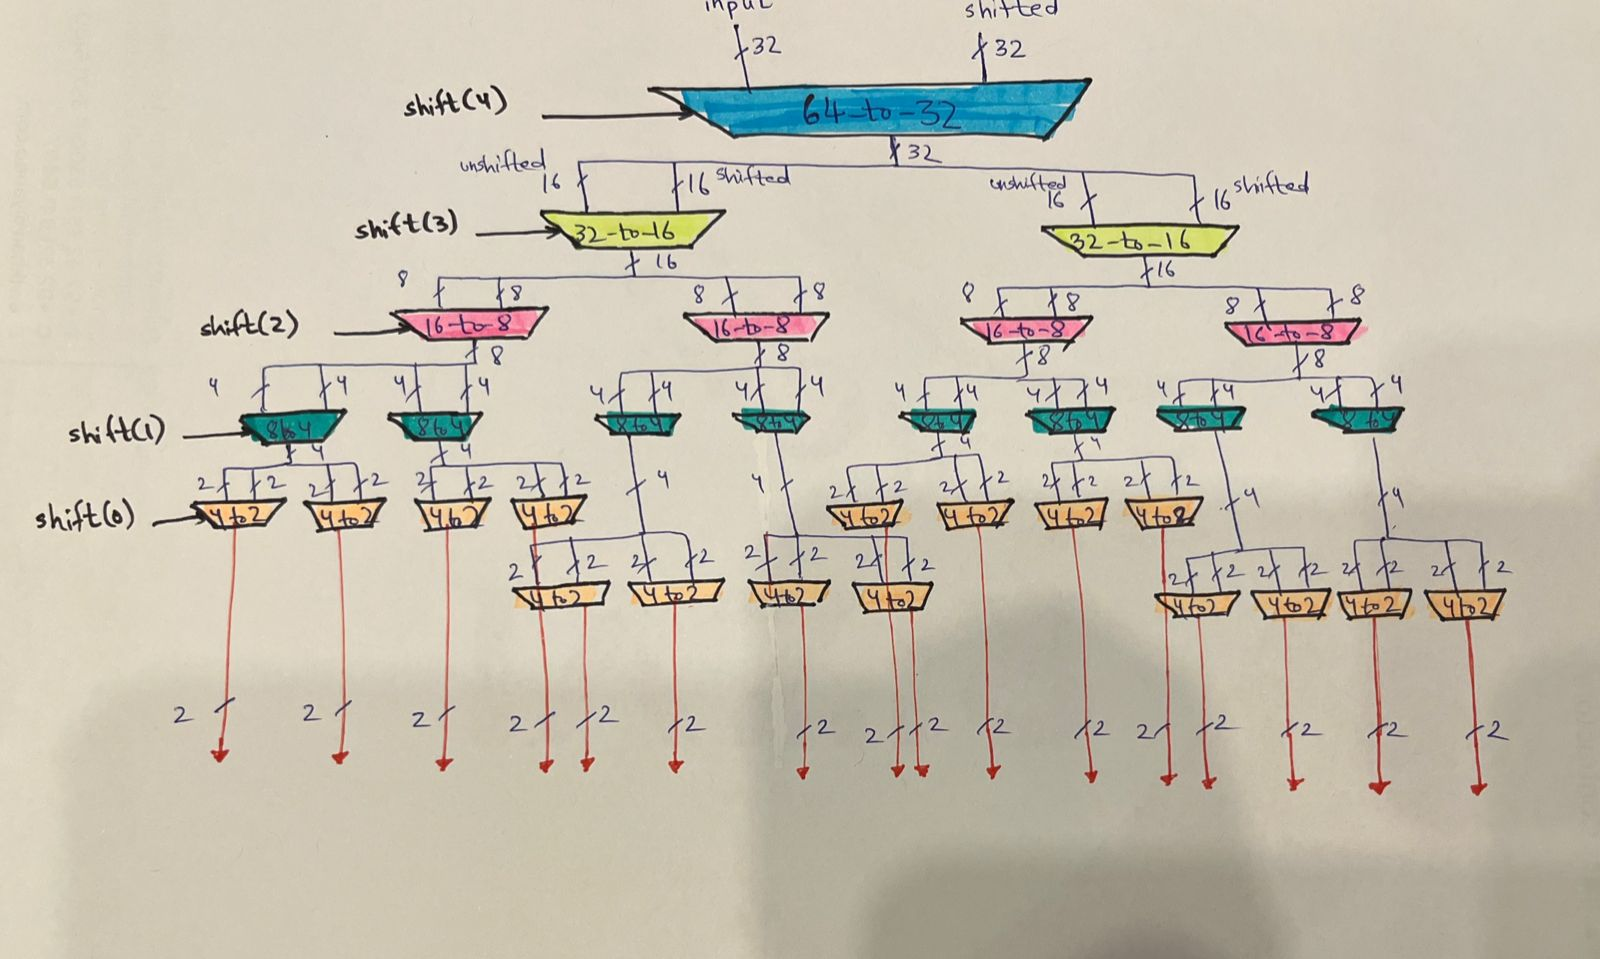 input shifted
32 32
shift(4) 64-to-32
32
unshifted 16 16 shifted unshifted 16 16 shifted
shift(3) 32-to-16 32-to-16
16 16
8 8 8 8 8 8 8 8
shift(2) 16-to-8 16-to-8 16-to-8 16-to-8
8 8 8 8
4 4 4 4 4 4 4 4 4 4 4 4 4 4 4 4
shift(1) 8to4 8to4 8to4 8to4 8to4 8to4 8to4 8to4
4 4 4 4
2 2 2 2 2 2 2 2 4 4 2 2 2 2 2 2 2 2 4 4
shift(0) 4to2 4to2 4to2 4to2 4to2 4to2 4to2 4to2
2 2 2 2 2 2 2 2 2 2 2 2 2 2 2 2
4to2 4to2 4to2 4to2 4to2 4to2 4to2 4to2
2 2 2 2 2 2 2 2 2 2 2 2 2 2 2 2